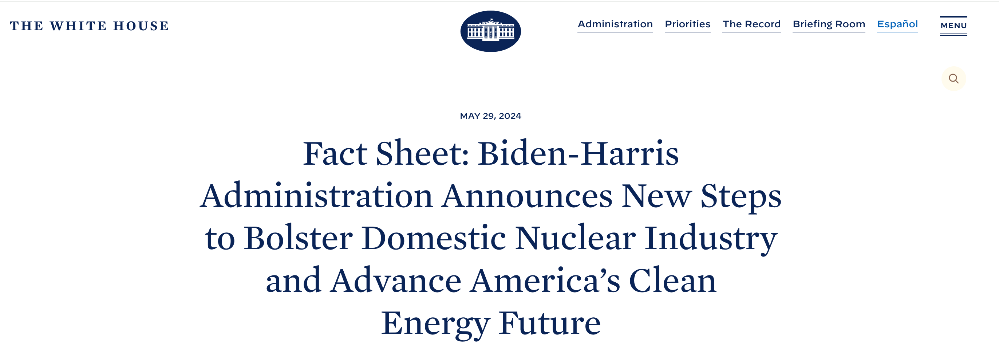 THE WHITE HOUSE
Administration Priorities The Record Briefing Room Español MENU
MAY 29, 2024
Fact Sheet: Biden-Harris
Administration Announces New Steps
to Bolster Domestic Nuclear Industry
and Advance America’s Clean
Energy Future